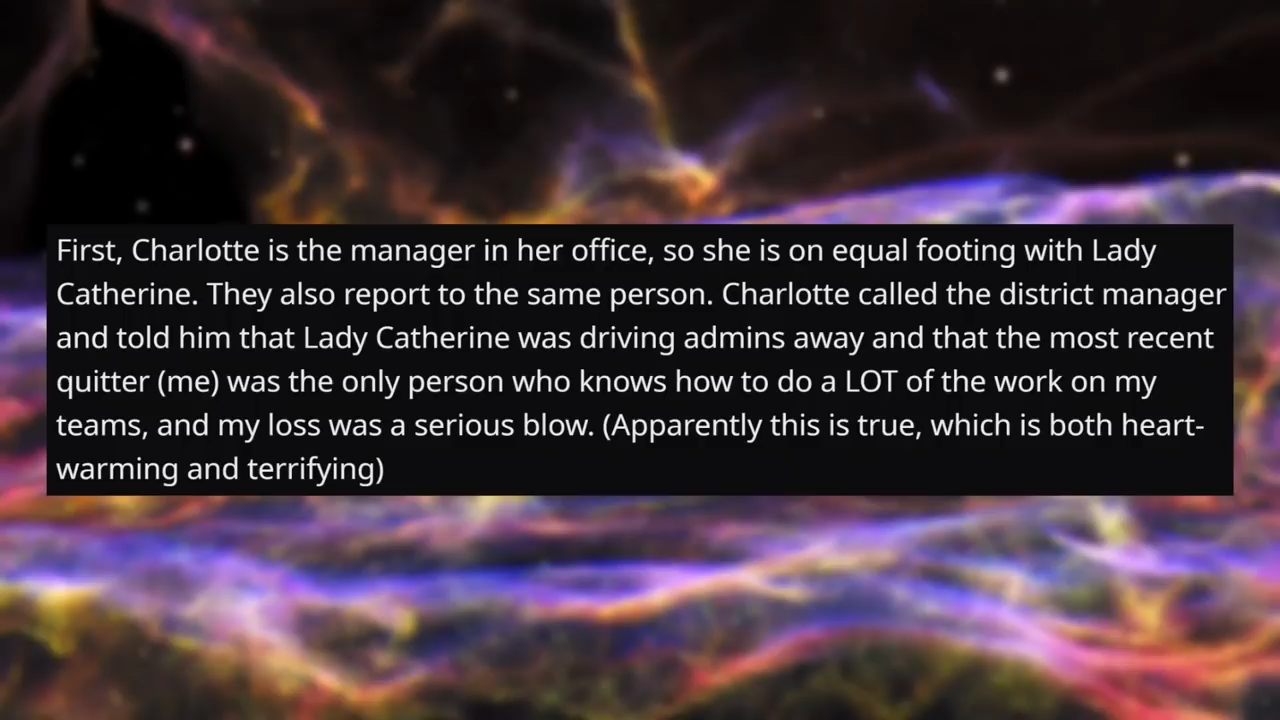 First, Charlotte is the manager in her office, so she is on equal footing with Lady
Catherine. They also report to the same person. Charlotte called the district manager
and told him that Lady Catherine was driving admins away and that the most recent
quitter (me) was the only person who knows how to do a LOT of the work on my
teams, and my loss was a serious blow. (Apparently this is true, which is both heart-
warming and terrifying)